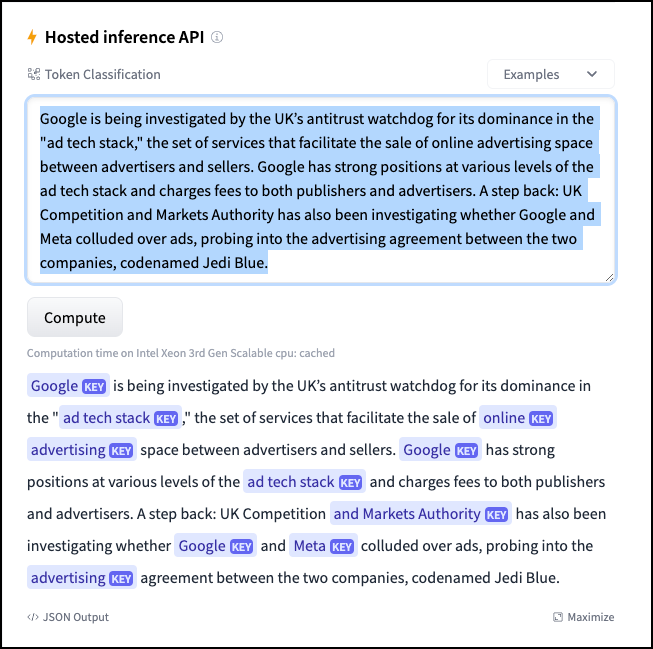 Hosted inference API
Token Classification
Examples
Google is being investigated by the UK’s antitrust watchdog for its dominance in the
"ad tech stack," the set of services that facilitate the sale of online advertising space
between advertisers and sellers. Google has strong positions at various levels of the
ad tech stack and charges fees to both publishers and advertisers. A step back: UK
Competition and Markets Authority has also been investigating whether Google and
Meta colluded over ads, probing into the advertising agreement between the two
companies, codenamed Jedi Blue.
Compute
Computation time on Intel Xeon 3rd Gen Scalable cpu: cached
Google KEY is being investigated by the UK’s antitrust watchdog for its dominance in
the " ad tech stack KEY ," the set of services that facilitate the sale of online KEY
advertising KEY space between advertisers and sellers. Google KEY has strong
positions at various levels of the ad tech stack KEY and charges fees to both publishers
and advertisers. A step back: UK Competition and Markets Authority KEY has also been
investigating whether Google KEY and Meta KEY colluded over ads, probing into the
advertising KEY agreement between the two companies, codenamed Jedi Blue.
</> JSON Output
Maximize